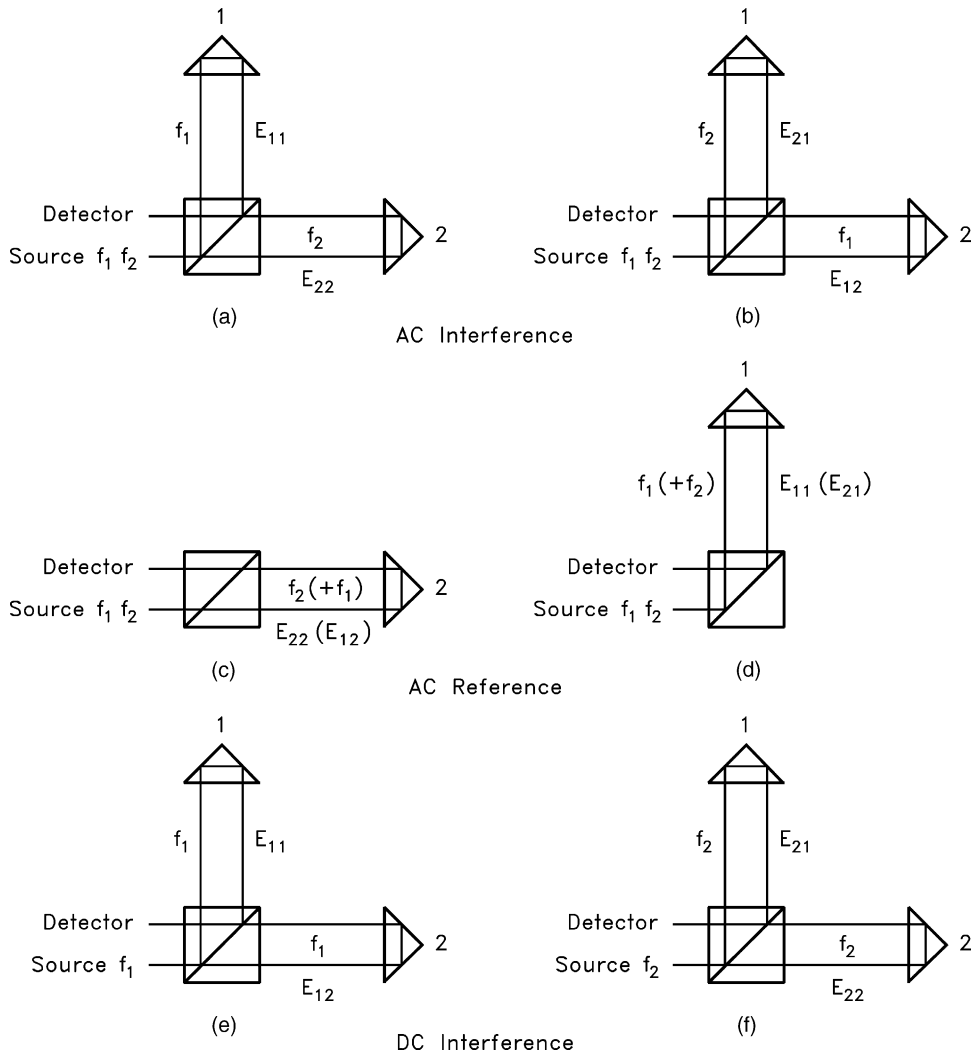 1
f₁ E₁₁
Detector
Source f₁ f₂
f₂
E₂₂
2
(a)
1
f₂ E₂₁
Detector
Source f₁ f₂
f₁
E₁₂
2
(b)
AC Interference
Detector
Source f₁ f₂
f₂(+f₁)
E₂₂(E₁₂)
2
(c)
1
f₁(+f₂) E₁₁(E₂₁)
Detector
Source f₁ f₂
(d)
AC Reference
1
f₁ E₁₁
Detector
Source f₁
f₁
E₁₂
2
(e)
1
f₂ E₂₁
Detector
Source f₂
f₂
E₂₂
2
(f)
DC Interference